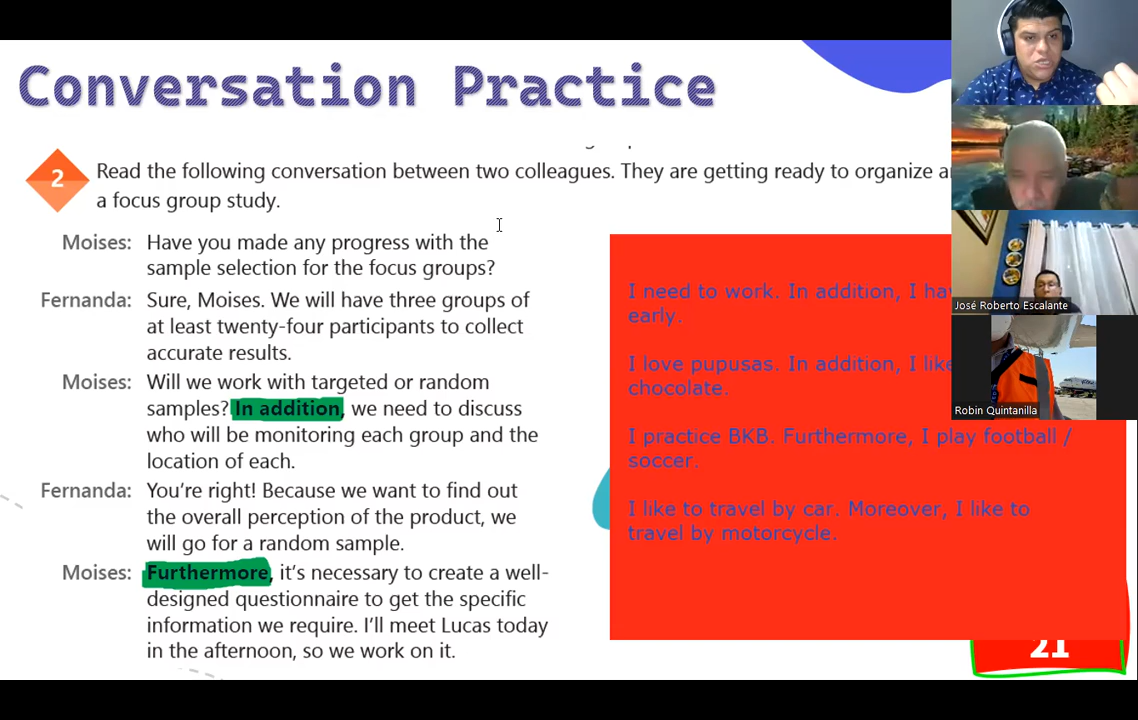 Conversation Practice
2
Read the following conversation between two colleagues. They are getting ready to organize
a focus group study.
Moises: Have you made any progress with the
sample selection for the focus groups?
Fernanda: Sure, Moises. We will have three groups of
at least twenty-four participants to collect
accurate results.
Moises: Will we work with targeted or random
samples? In addition, we need to discuss
who will be monitoring each group and the
location of each.
Fernanda: You're right! Because we want to find out
the overall perception of the product, we
will go for a random sample.
Moises: Furthermore, it's necessary to create a well-
designed questionnaire to get the specific
information we require. I'll meet Lucas today
in the afternoon, so we work on it.
I need to work. In addition, I
early.
I love pupusas. In addition, I
chocolate.
I practice BKB. Furthermore, I play football /
soccer.
I like to travel by car. Moreover, I like to
travel by motorcycle.
21
José Roberto Escalante
Robin Quintanilla